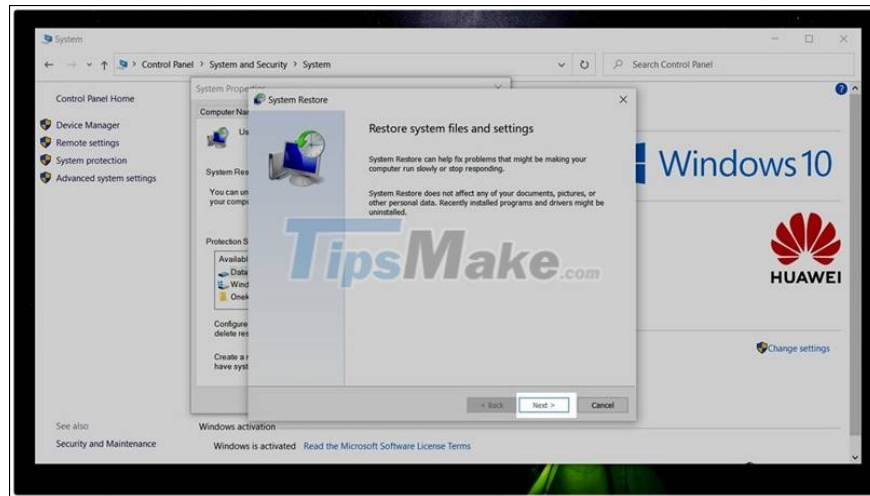 System
Control Panel > System and Security > System
Search Control Panel
Control Panel Home
Device Manager
Remote settings
System protection
Advanced system settings
See also
Security and Maintenance
System Prope
Computer Na
Us
System Res
You can un
your compu
Protection S
Availabl
Data
Wind
Onek
Configure
delete res
Create a r
have syst
System Restore
Restore system files and settings
System Restore can help fix problems that might be making your
computer run slowly or stop responding.
System Restore does not affect any of your documents, pictures, or
other personal data. Recently installed programs and drivers might be
uninstalled.
TipsMake.com
< Back
Next >
Cancel
Windows 10
HUAWEI
Change settings
Windows activation
Windows is activated Read the Microsoft Software License Terms